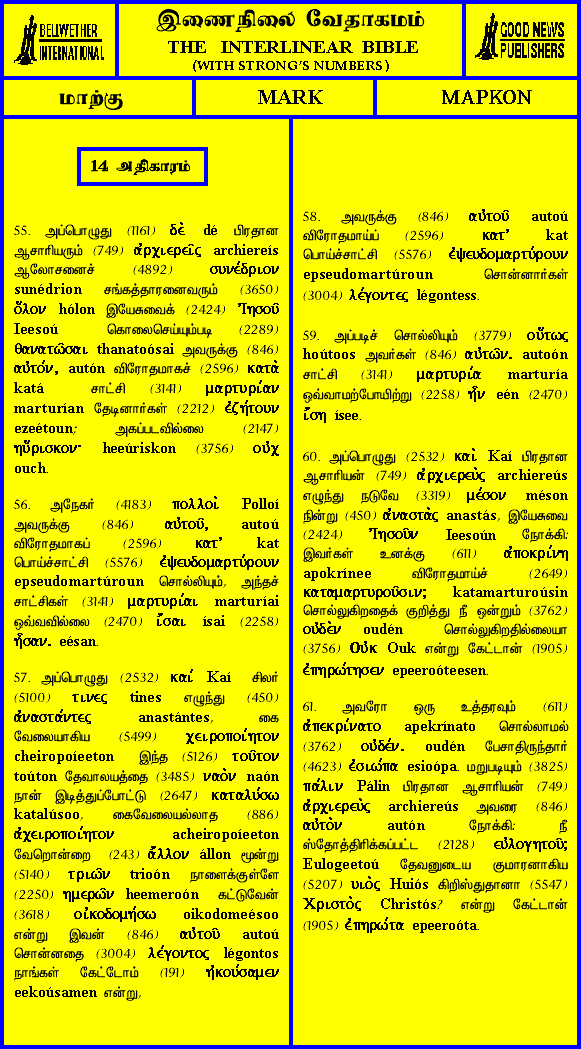 BELLWETHER
INTERNATIONAL
இணைநிலை வேதாகமம்
THE INTERLINEAR BIBLE
(WITH STRONG'S NUMBERS)
GOOD NEWS
PUBLISHERS
மாற்கு
MARK
ΜΑΡΚΟΝ
14 அதிகாரம்
55. அப்பொழுது (1161) δὲ dé பிரதான
ஆசாரியரும் (749) ἀρχιερεῖς archiereís
ஆலோசனைச் (4892) συνέδριον
sunédrion சங்கத்தாரனைவரும் (3650)
ὅλον hólon இயேசுவைக் (2424) Ἰησοῦ
Ieesoú கொலைசெய்யும்படி (2289)
θανατῶσαι thanatoósai அவருக்கு (846)
αὐτόν, autón விரோதமாகச் (2596) κατὰ
katá சாட்சி (3141) μαρτυρίαν
marturían தேடினார்கள் (2212) ἐζήτουν
ezeétoun; அகப்படவில்லை (2147)
ηὕρισκον· heeúriskon (3756) οὐχ
ouch.
56. அநேகர் (4183) πολλοὶ Polloí
அவருக்கு (846) αὐτοῦ, autoú
விரோதமாகப் (2596) κατ' kat
பொய்ச்சாட்சி (5576) ἐψευδομαρτύρουν
epseudomartúroun சொல்லியும், அந்தச்
சாட்சிகள் (3141) μαρτυρίαι marturíai
ஒவ்வவில்லை (2470) ἴσαι ísai (2258)
ἦσαν. eésan.
57. அப்பொழுது (2532) καί Kaí சிலர்
(5100) τινες tines எழுந்து (450)
ἀναστάντες anastántes, கை
வேலையாகிய (5499) χειροποίητον
cheiropoíeeton இந்த (5126) τοῦτον
toúton தேவாலயத்தை (3485) ναὸν naón
நான் இடித்துப்போட்டு (2647) καταλύσω
katalúsoo, கைவேலையல்லாத (886)
ἀχειροποίητον acheiropoíeeton
வேறொன்றை (243) ἄλλον állon மூன்று
(5140) τριῶν trioón நாளைக்குள்ளே
(2250) ημερῶν heemeroón கட்டுவேன்
(3618) οἰκοδομήσω oikodomeésoo
என்று இவன் (846) αὐτοῦ autoú
சொன்னதை (3004) λέγοντος légontos
நாங்கள் கேட்டோம் (191) ἠκούσαμεν
eekoúsamen என்று,
58. அவருக்கு (846) αὐτοῦ autoú
விரோதமாய்ப் (2596) κατ' kat
பொய்ச்சாட்சி (5576) ἐψευδομαρτύρουν
epseudomartúroun சொன்னார்கள்
(3004) λέγοντες légontess.
59. அப்படிச் சொல்லியும் (3779) οὕτως
hoútoos அவர்கள் (846) αὐτῶν. autoón
சாட்சி (3141) μαρτυρία marturía
ஒவ்வாமற்போயிற்று (2258) ἦν eén (2470)
ἴση ísee.
60. அப்பொழுது (2532) καὶ Kaí பிரதான
ஆசாரியன் (749) ἀρχιερεὺς archiereús
எழுந்து நடுவே (3319) μέσον méson
நின்று (450) ἀναστὰς anastás, இயேசுவை
(2424) Ἰησοῦν Ieesoún நோக்கி:
இவர்கள் உனக்கு (611) ἀποκρίνη
apokrínee விரோதமாய்ச் (2649)
καταμαρτυροῦσιν; katamarturoúsin
சொல்லுகிறதைக் குறித்து நீ ஒன்றும் (3762)
οὐδὲν oudén சொல்லுகிறதில்லையா
(3756) Οὐκ Ouk என்று கேட்டான் (1905)
ἐπηρώτησεν epeeroóteesen.
61. அவரோ ஒரு உத்தரவும் (611)
ἀπεκρίνατο apekrínato சொல்லாமல்
(3762) οὐδέν. oudén பேசாதிருந்தார்
(4623) ἐσιώπα esioópa. மறுபடியும் (3825)
πάλιν Pálin பிரதான ஆசாரியன் (749)
ἀρχιερεὺς archiereús அவரை (846)
αὐτὸν autón நோக்கி: நீ
ஸ்தோத்திரிக்கப்பட்ட (2128) εὐλογητοῦ;
Eulogeetoú தேவனுடைய குமாரனாகிய
(5207) υιὸς Huiós கிறிஸ்துதானா (5547)
Χριστὸς Christós? என்று கேட்டான்
(1905) ἐπηρώτα epeeroóta.